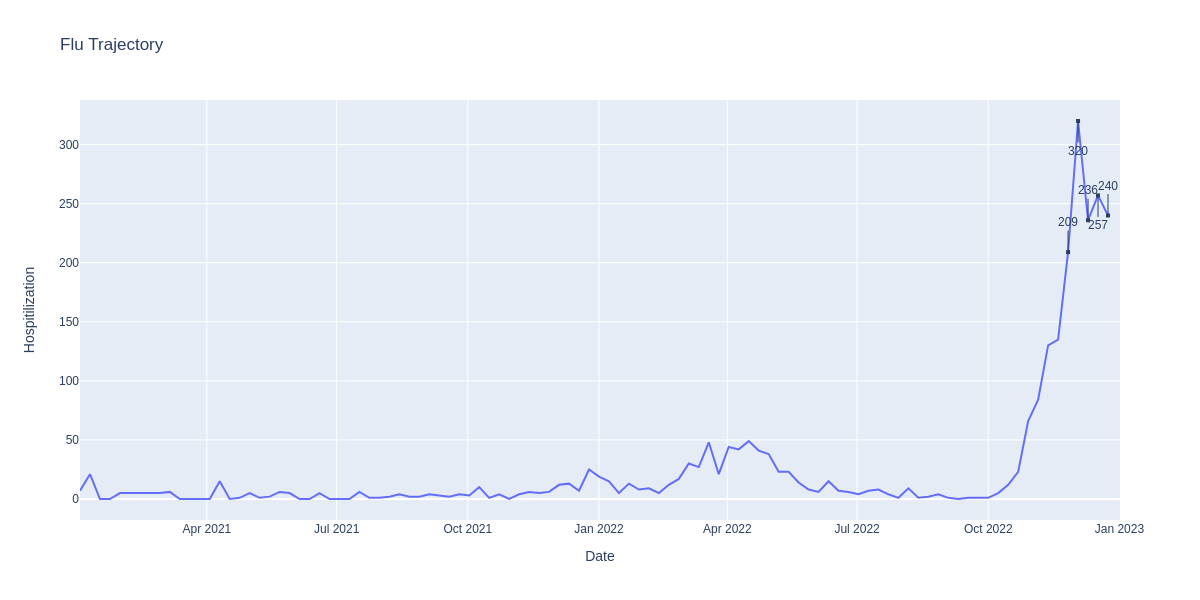 Flu Trajectory
Hospitilization
300
250
200
150
100
50
0
320
236
240
209
257
Apr 2021
Jul 2021
Oct 2021
Jan 2022
Apr 2022
Jul 2022
Oct 2022
Jan 2023
Date